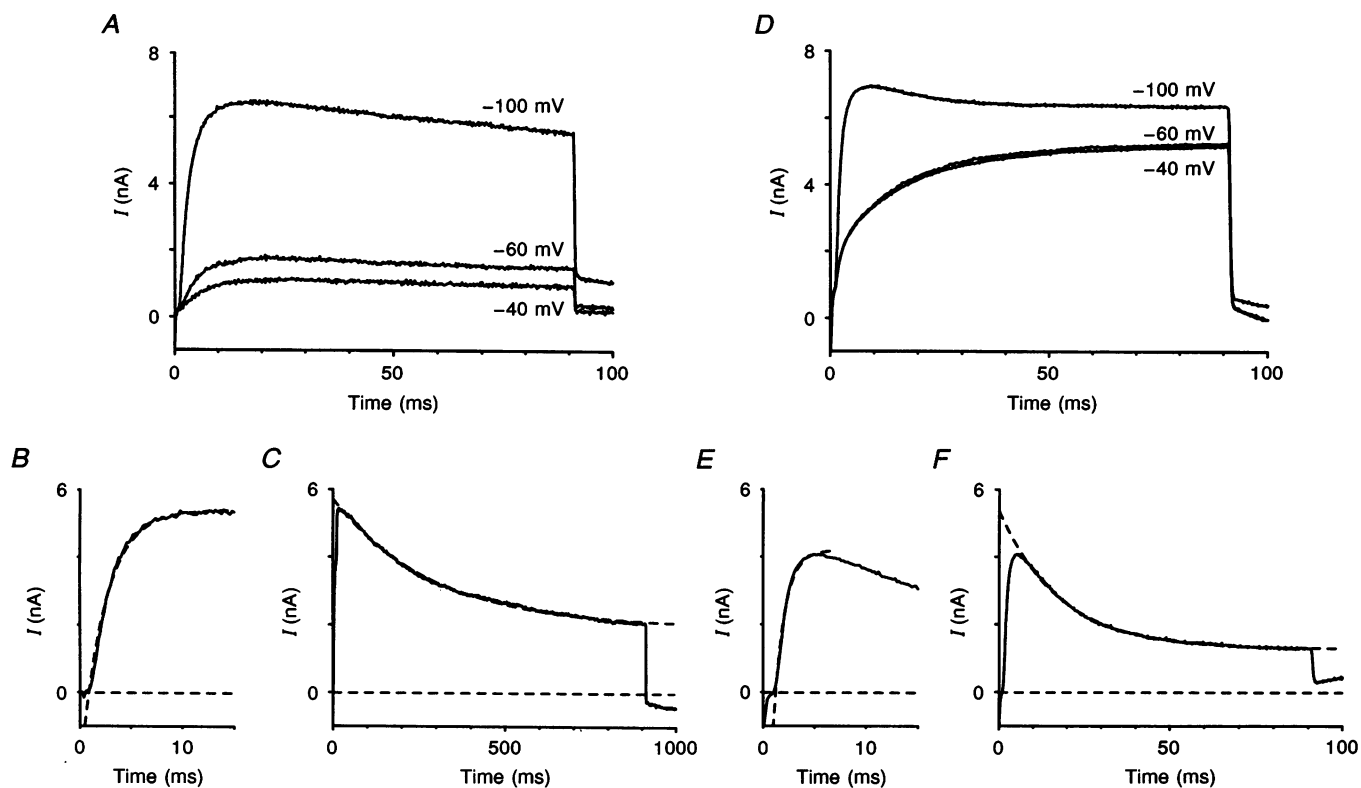 A
8
4
0
I (nA)
−100 mV
−60 mV
−40 mV
0
50
100
Time (ms)
D
8
4
0
I (nA)
−100 mV
−60 mV
−40 mV
0
50
100
Time (ms)
B
6
0
I (nA)
0
10
Time (ms)
C
6
0
I (nA)
0
500
1000
Time (ms)
E
6
0
I (nA)
0
10
Time (ms)
F
6
0
I (nA)
0
50
100
Time (ms)